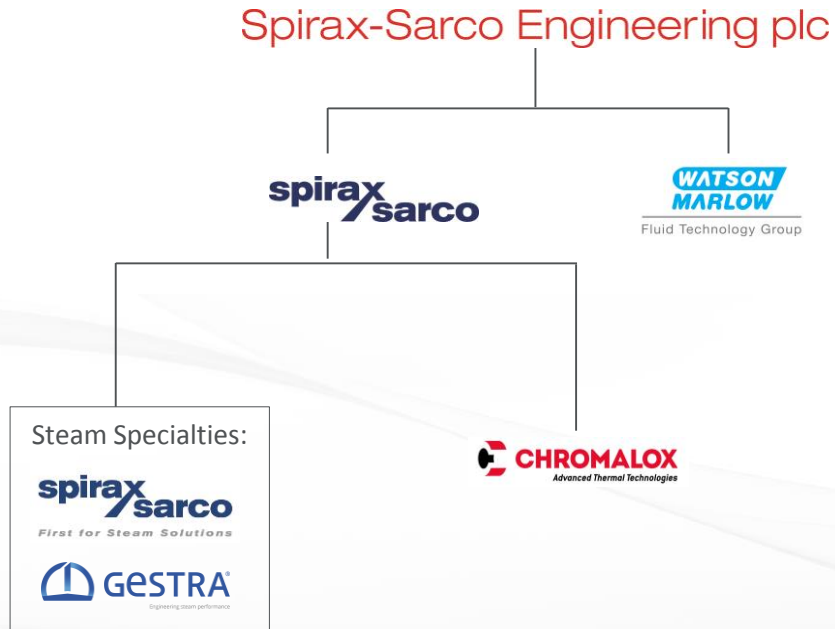 Spirax-Sarco Engineering plc
spirax
sarco
WATSON
MARLOW
Fluid Technology Group
Steam Specialties:
spirax
sarco
First for Steam Solutions
GESTRA®
Engineering steam performance
CHROMALOX
Advanced Thermal Technologies